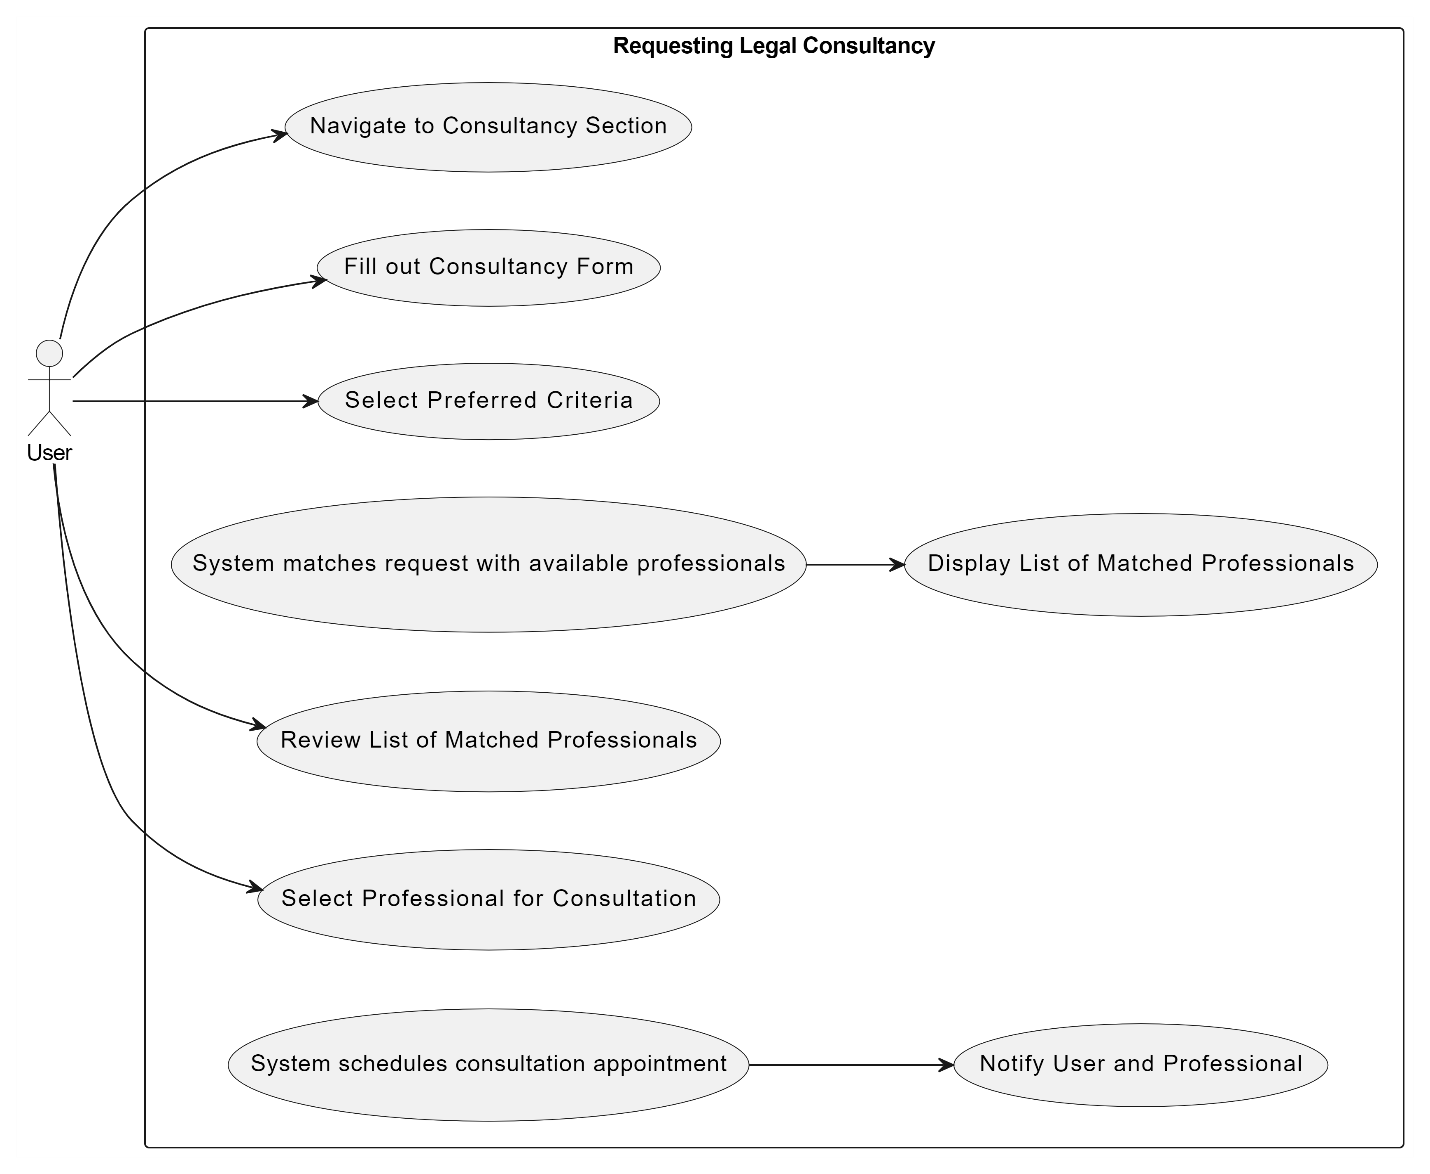 Requesting Legal Consultancy
Navigate to Consultancy Section
Fill out Consultancy Form
Select Preferred Criteria
User
System matches request with available professionals
Display List of Matched Professionals
Review List of Matched Professionals
Select Professional for Consultation
System schedules consultation appointment
Notify User and Professional